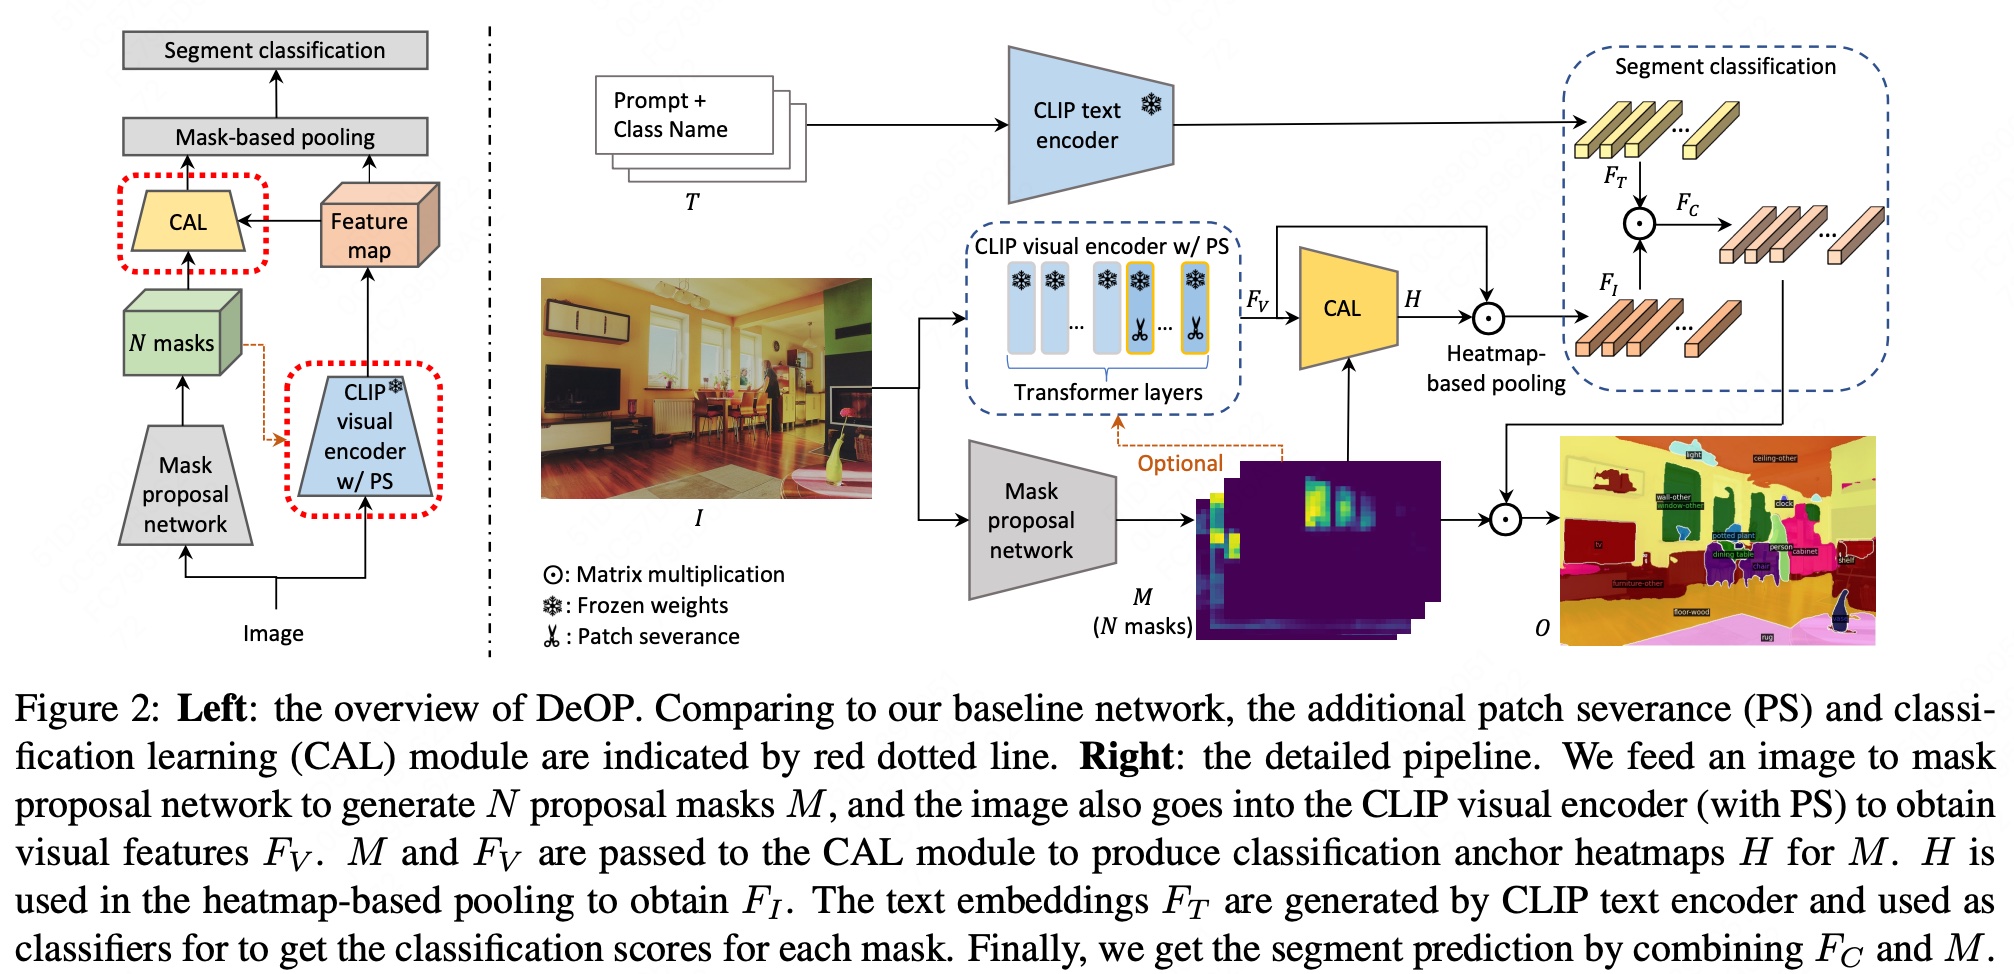 Segment classification
Mask-based pooling
CAL
Feature
map
N masks
CLIP
visual
encoder
w/ PS
Mask
proposal
network
Image
Prompt +
Class Name
T
CLIP text
encoder
Segment classification
F_T
F_C
F_I
CLIP visual encoder w/ PS
...
...
Transformer layers
F_V
CAL
H
Heatmap-
based pooling
Optional
I
Mask
proposal
network
M
(N masks)
⊙: Matrix multiplication
❄: Frozen weights
✂: Patch severance
...
...
...
O
light
ceiling-other
wall-other
window-other
clock
potted plant
dining table
person
cabinet
chair
shelf
tv
furniture-other
floor-wood
rug
Figure 2: Left: the overview of DeOP. Comparing to our baseline network, the additional patch severance (PS) and classi-
fication learning (CAL) module are indicated by red dotted line. Right: the detailed pipeline. We feed an image to mask
proposal network to generate N proposal masks M, and the image also goes into the CLIP visual encoder (with PS) to obtain
visual features F_V. M and F_V are passed to the CAL module to produce classification anchor heatmaps H for M. H is
used in the heatmap-based pooling to obtain F_I. The text embeddings F_T are generated by CLIP text encoder and used as
classifiers for to get the classification scores for each mask. Finally, we get the segment prediction by combining F_C and M.